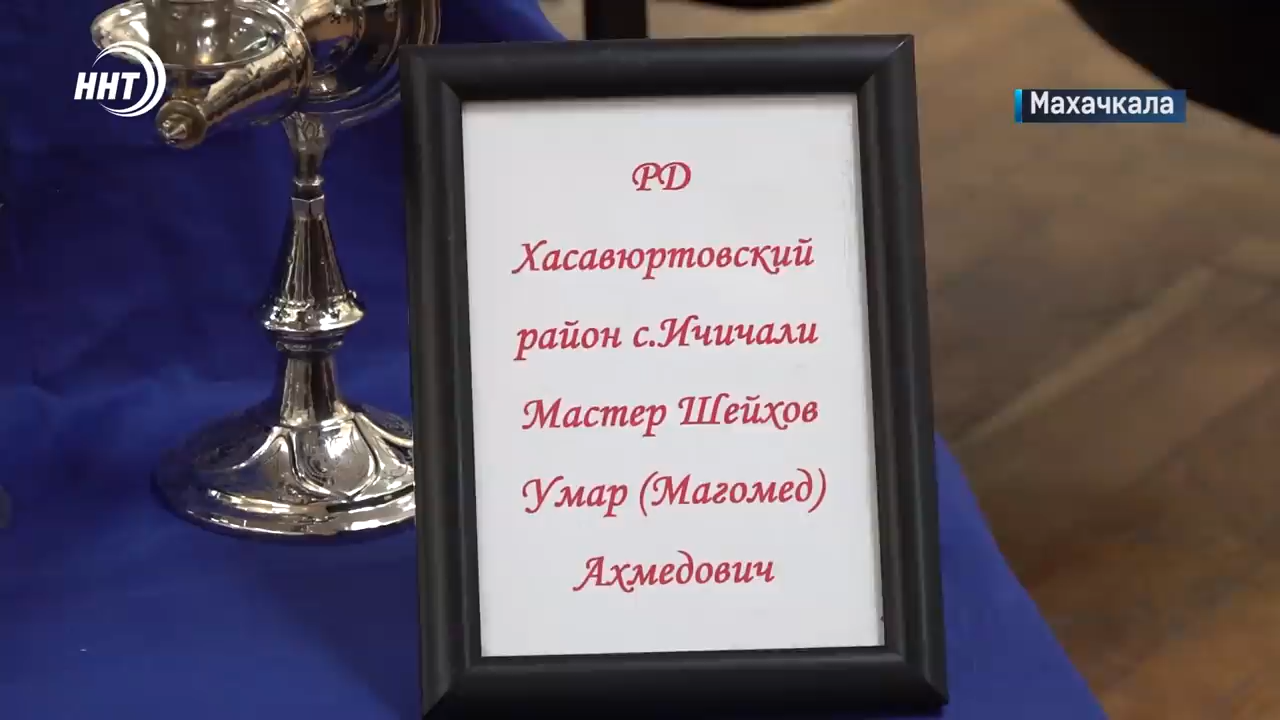 ННТ
Махачкала
РД
Хасавюртовский
район с.Ичичали
Мастер Шейхов
Умар (Магомед)
Ахмедович